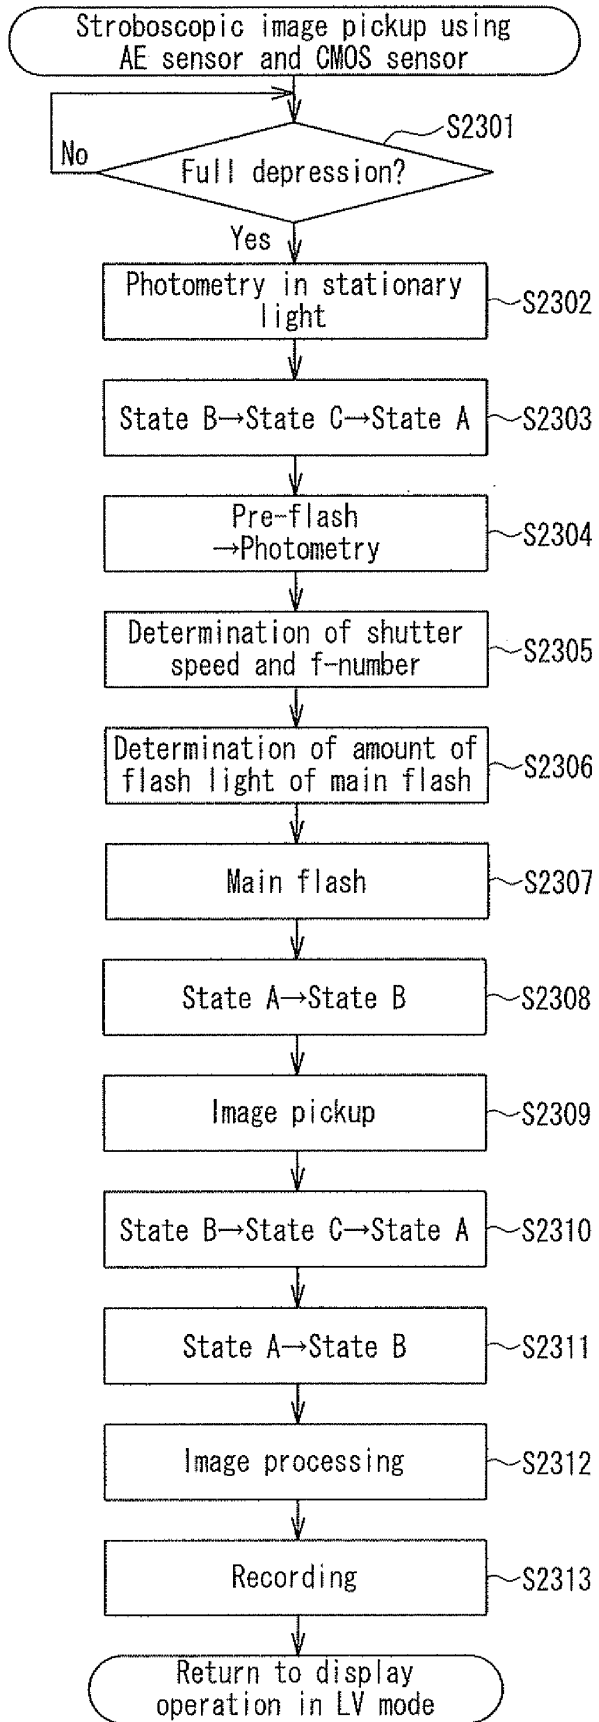 Stroboscopic image pickup using
AE sensor and CMOS sensor
S2301
No
Full depression?
Yes
Photometry in stationary
light
S2302
State B→State C→State A
S2303
Pre-flash
→Photometry
S2304
Determination of shutter
speed and f-number
S2305
Determination of amount of
flash light of main flash
S2306
Main flash
S2307
State A→State B
S2308
Image pickup
S2309
State B→State C→State A
S2310
State A→State B
S2311
Image processing
S2312
Recording
S2313
Return to display
operation in LV mode